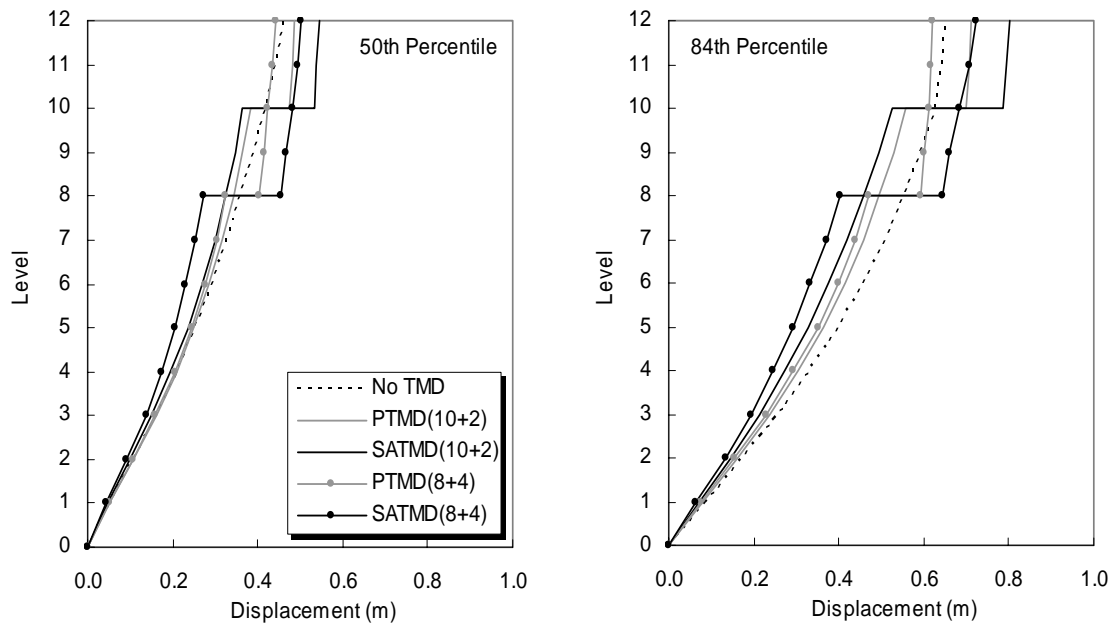 12
11
10
9
8
7
6
5
4
3
2
1
0
Level
50th Percentile
No TMD
PTMD(10+2)
SATMD(10+2)
PTMD(8+4)
SATMD(8+4)
0.0 0.2 0.4 0.6 0.8 1.0
Displacement (m)
12
11
10
9
8
7
6
5
4
3
2
1
0
Level
84th Percentile
0.0 0.2 0.4 0.6 0.8 1.0
Displacement (m)